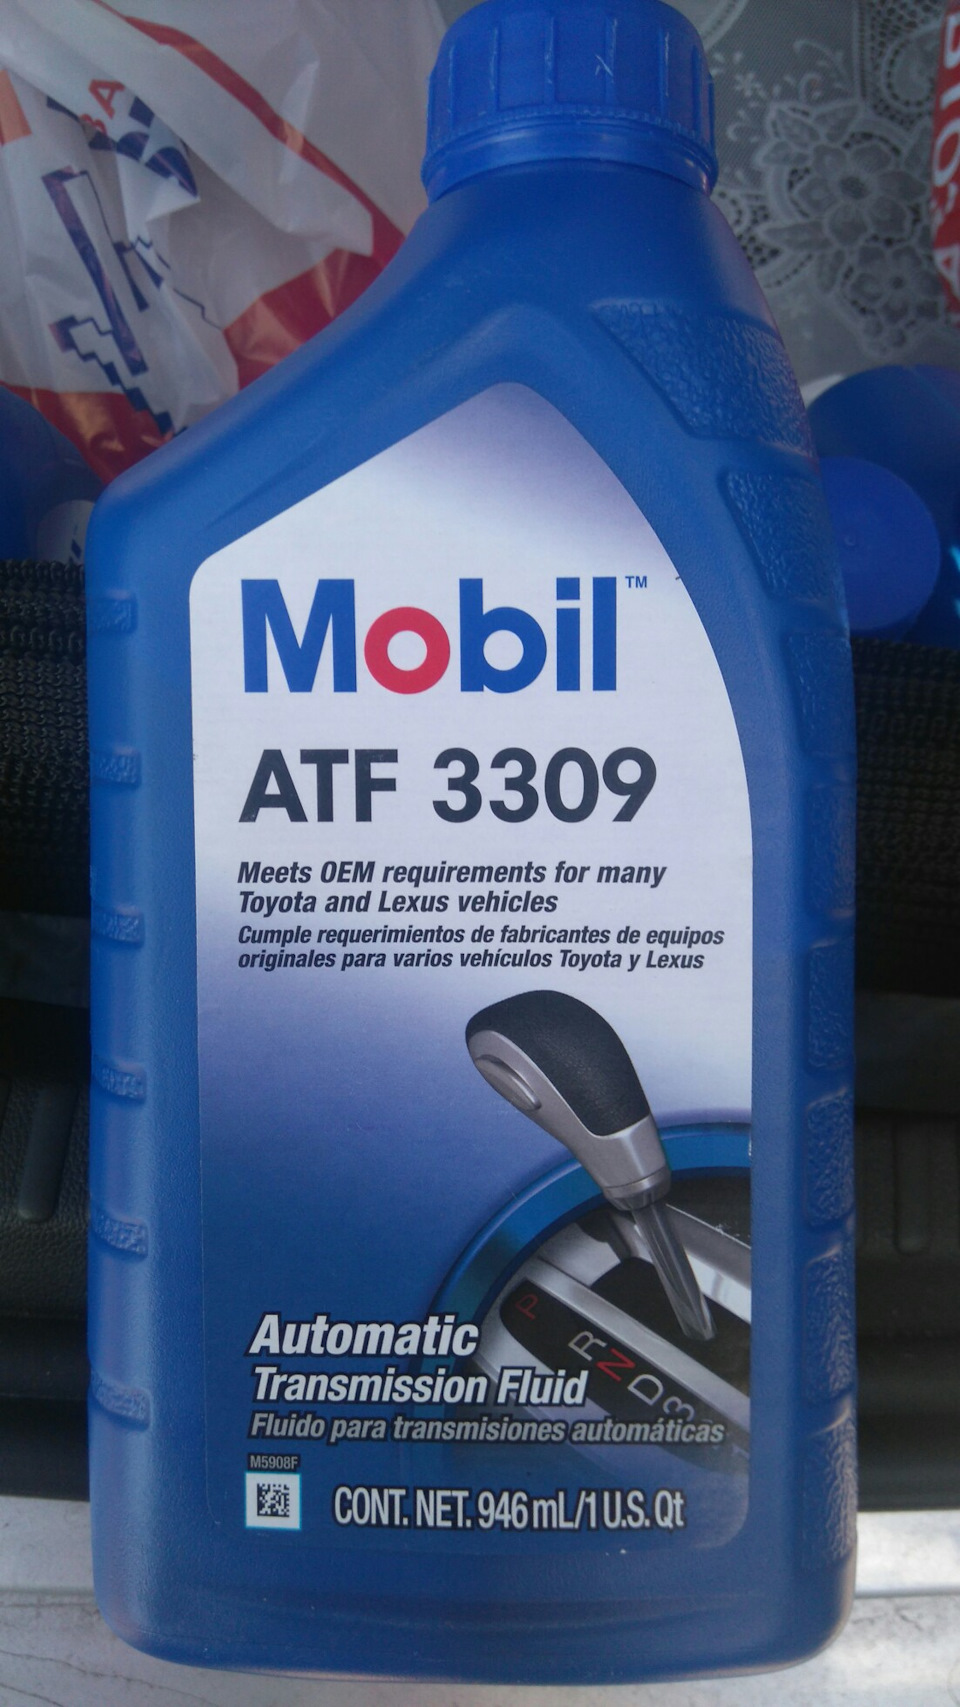 Mobil™
ATF 3309
Meets OEM requirements for many
Toyota and Lexus vehicles
Cumple requerimientos de fabricantes de equipos
originales para varios vehículos Toyota y Lexus
P
R
N
D
3
Automatic
Transmission Fluid
Fluido para transmisiones automáticas
M5908F
CONT. NET. 946 mL/1 U.S. Qt